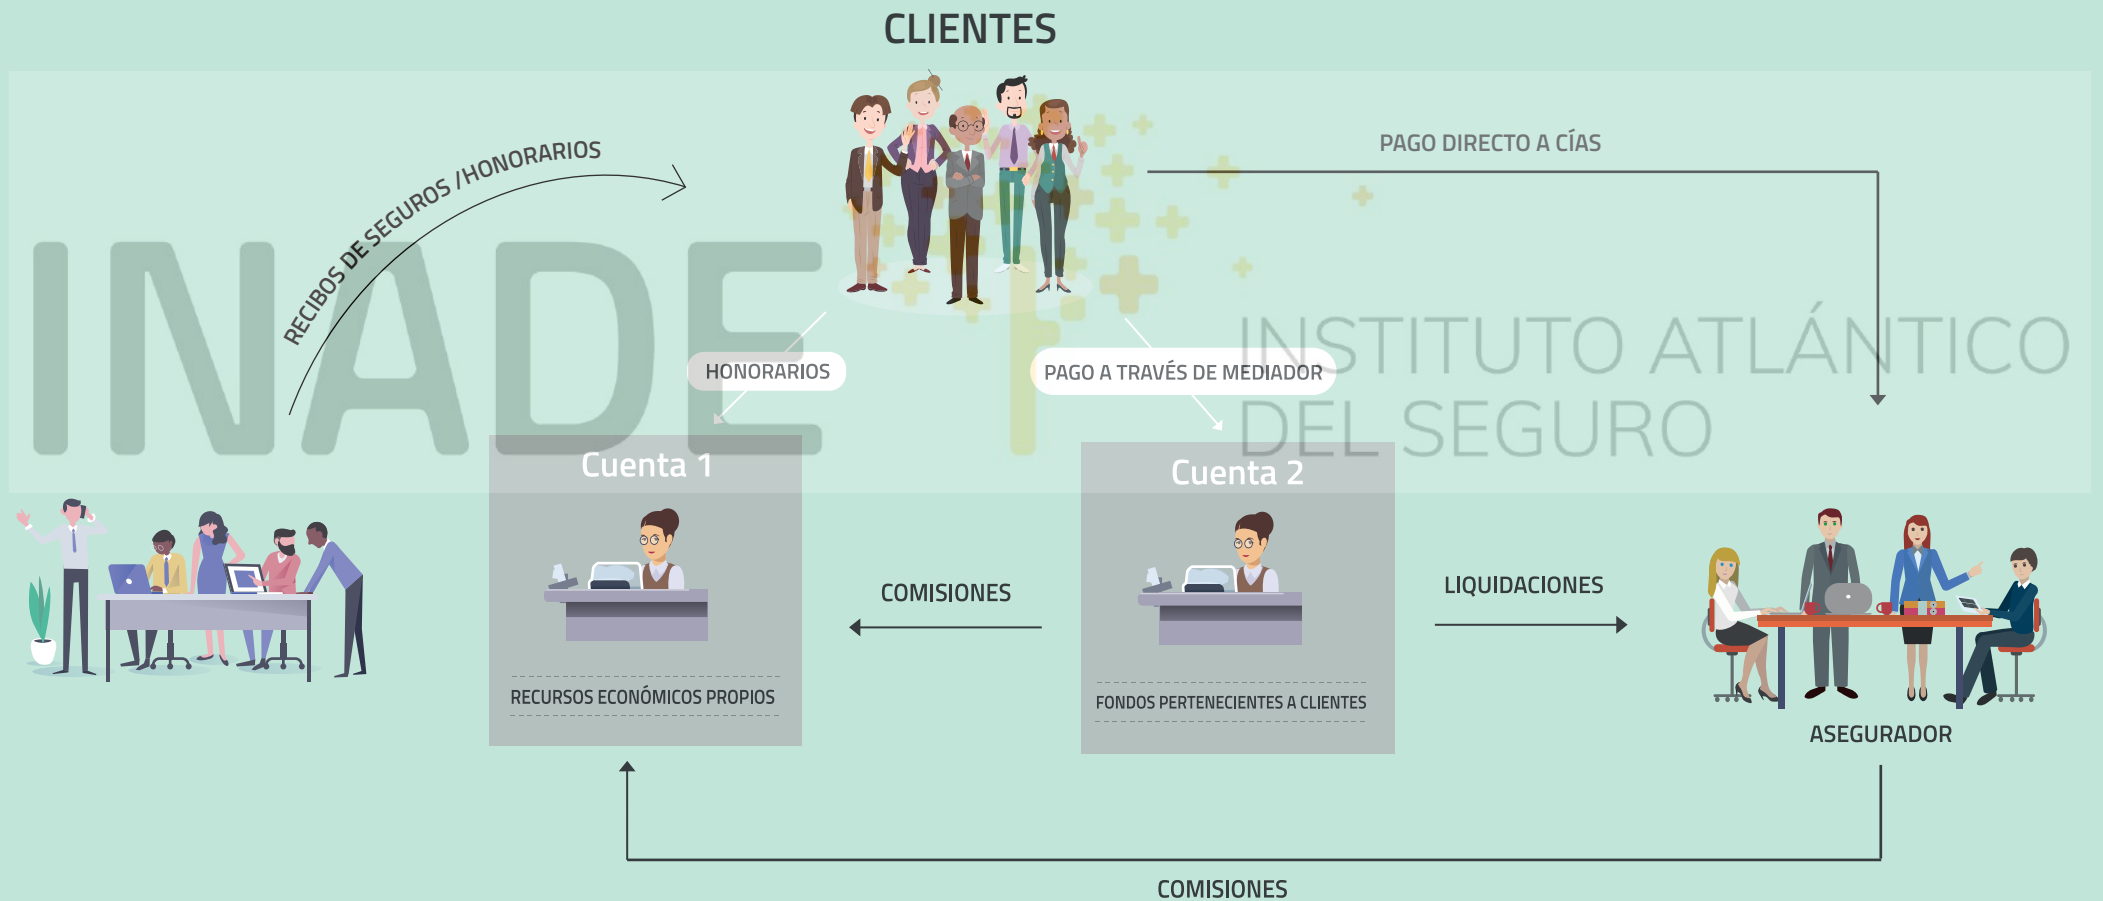 CLIENTES
RECIBOS DE SEGUROS /HONORARIOS
PAGO DIRECTO A CÍAS
INADE
INSTITUTO ATLÁNTICO
DEL SEGURO
HONORARIOS
PAGO A TRAVÉS DE MEDIADOR
Cuenta 1
Cuenta 2
COMISIONES
LIQUIDACIONES
RECURSOS ECONÓMICOS PROPIOS
FONDOS PERTENECIENTES A CLIENTES
ASEGURADOR
COMISIONES